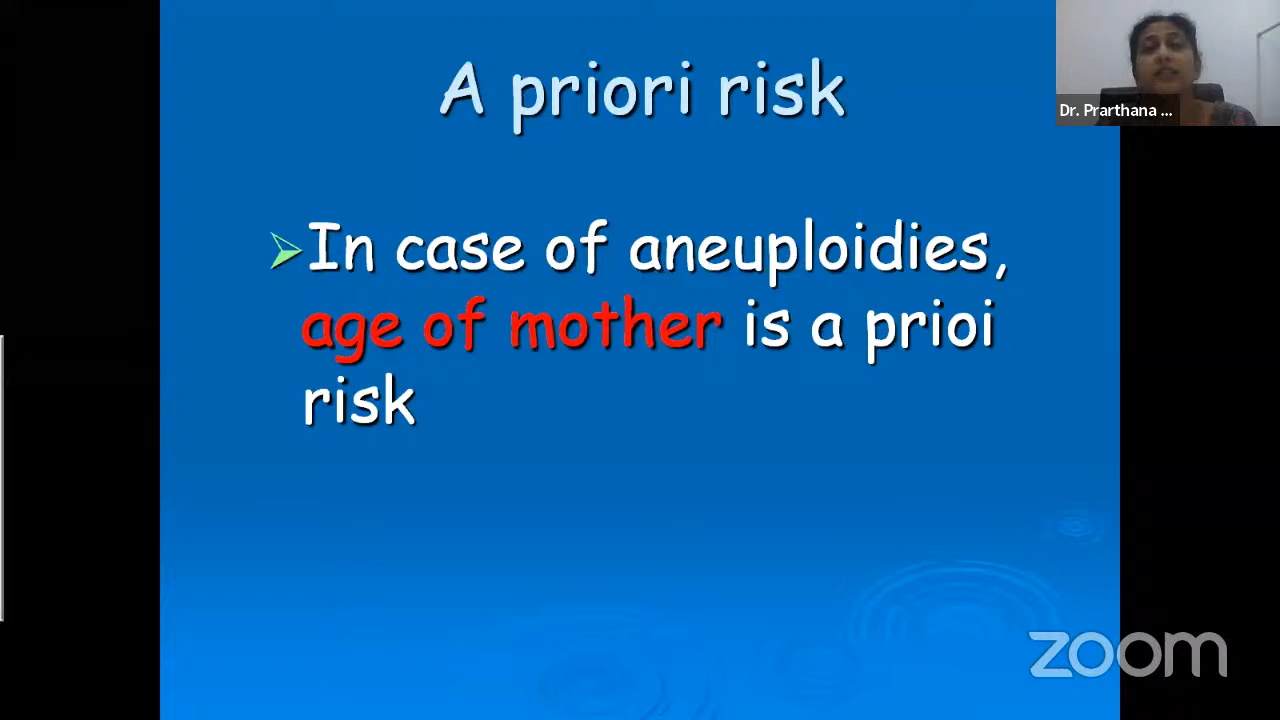 A priori risk
Dr. Prarthana ...
➢In case of aneuploidies,
age of mother is a prioi
risk
zoom